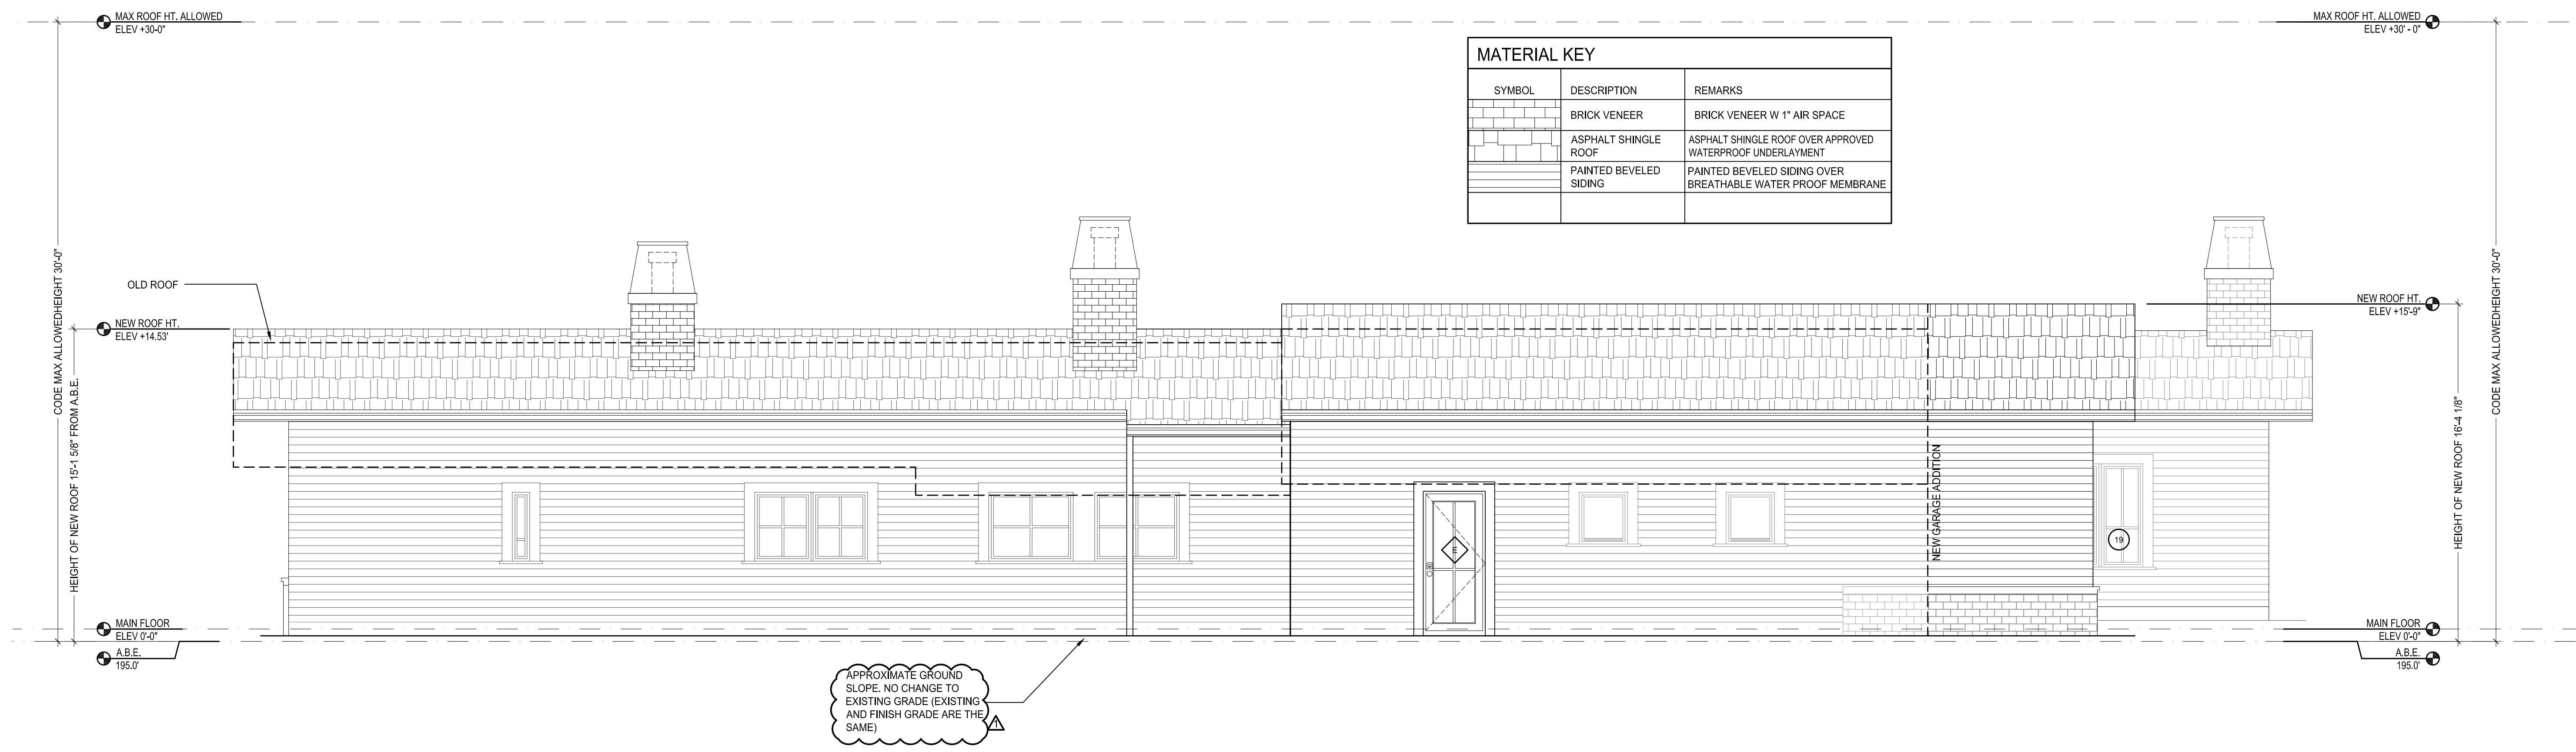 MAX ROOF HT. ALLOWED
ELEV +30-0"
MAX ROOF HT. ALLOWED
ELEV +30' - 0"
MATERIAL KEY
SYMBOL DESCRIPTION REMARKS
BRICK VENEER BRICK VENEER W 1" AIR SPACE
ASPHALT SHINGLE ASPHALT SHINGLE ROOF OVER APPROVED
ROOF WATERPROOF UNDERLAYMENT
PAINTED BEVELED PAINTED BEVELED SIDING OVER
SIDING BREATHABLE WATER PROOF MEMBRANE
CODE MAX ALLOWEDHEIGHT 30'-0"
HEIGHT OF NEW ROOF 15'-1 5/8" FROM A.B.E.
OLD ROOF
NEW ROOF HT.
ELEV +14.53'
NEW ROOF HT.
ELEV +15'-9"
HEIGHT OF NEW ROOF 16'-4 1/8"
CODE MAX ALLOWEDHEIGHT 30'-0"
NEW GARAGE ADDITION
E
19
MAIN FLOOR
ELEV 0'-0"
A.B.E.
195.0'
MAIN FLOOR
ELEV 0'-0"
A.B.E.
195.0'
APPROXIMATE GROUND
SLOPE. NO CHANGE TO
EXISTING GRADE (EXISTING
AND FINISH GRADE ARE THE
SAME)
1